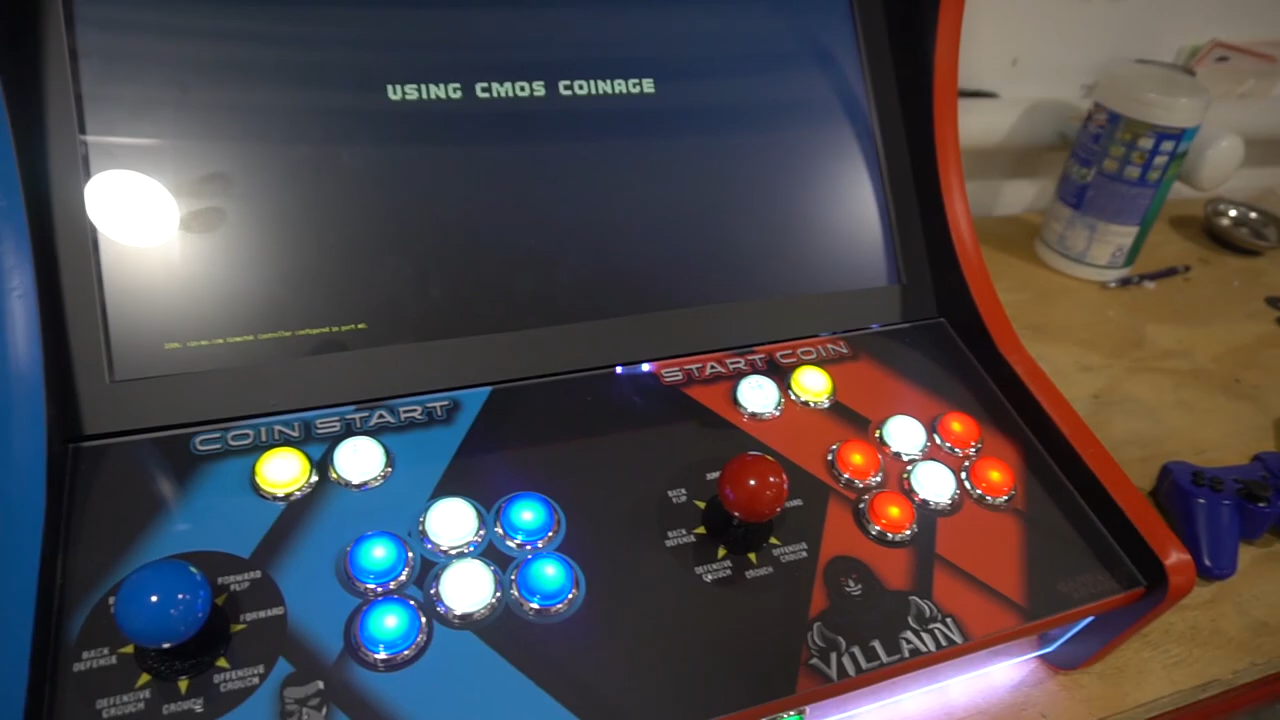 USING CMOS COINAGE
COIN START
START COIN
FORWARD FLIP
FORWARD
OFFENSIVE CROUCH
CROUCH
DEFENSIVE CROUCH
BACK DEFENSE
BACK FLIP
BACK DEFENSE
DEFENSIVE CROUCH
CROUCH
OFFENSIVE CROUCH
VILLAIN